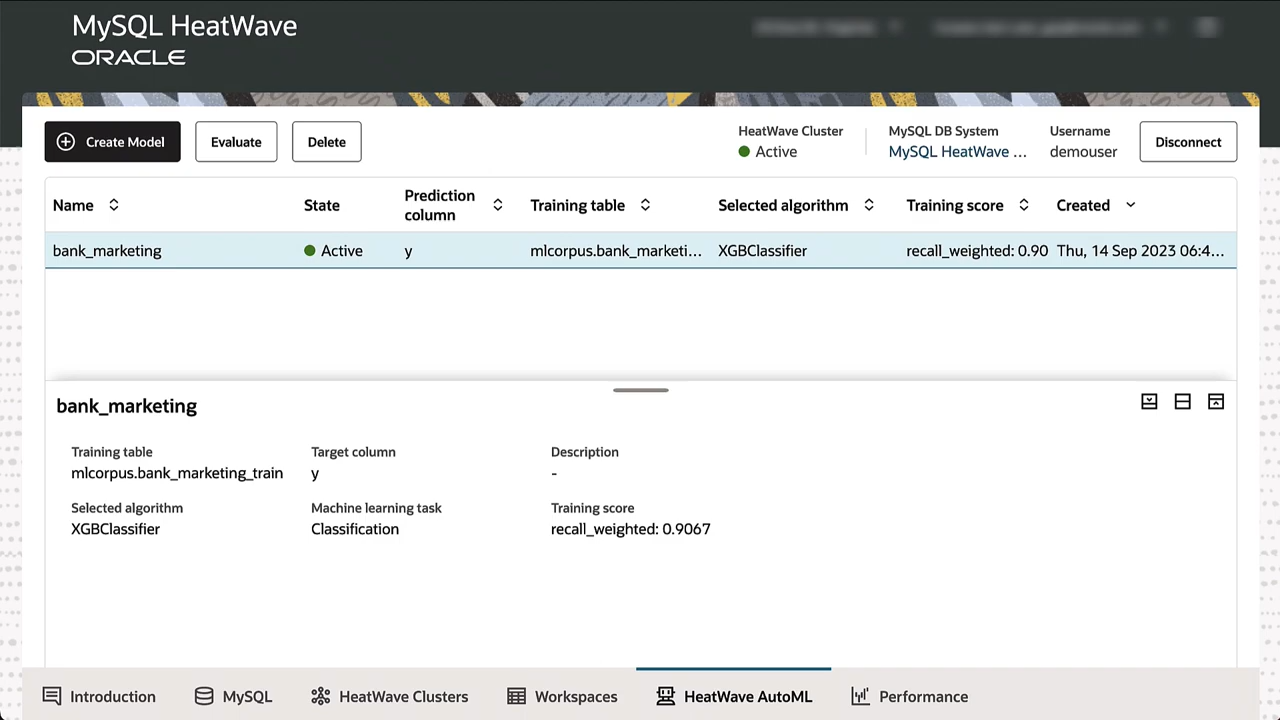 MySQL HeatWave
ORACLE
Create Model
Evaluate
Delete
HeatWave Cluster
Active
MySQL DB System
MySQL HeatWave ...
Username
demouser
Disconnect
Name
State
Prediction column
Training table
Selected algorithm
Training score
Created
bank_marketing
Active
y
mlcorpus.bank_marketi...
XGBClassifier
recall_weighted: 0.90
Thu, 14 Sep 2023 06:4...
bank_marketing
Training table
Target column
Description
mlcorpus.bank_marketing_train
y
-
Selected algorithm
Machine learning task
Training score
XGBClassifier
Classification
recall_weighted: 0.9067
Introduction
MySQL
HeatWave Clusters
Workspaces
HeatWave AutoML
Performance